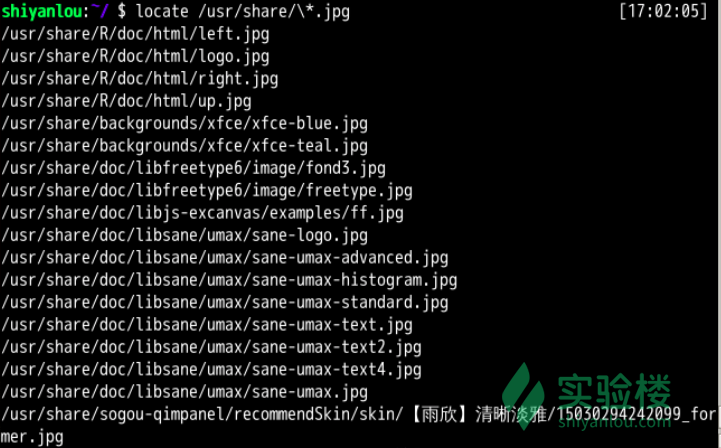 shiyanlou:~/ $ locate /usr/share/\*.jpg [17:02:05]
/usr/share/R/doc/html/left.jpg
/usr/share/R/doc/html/logo.jpg
/usr/share/R/doc/html/right.jpg
/usr/share/R/doc/html/up.jpg
/usr/share/backgrounds/xfce/xfce-blue.jpg
/usr/share/backgrounds/xfce/xfce-teal.jpg
/usr/share/doc/libfreetype6/image/fond3.jpg
/usr/share/doc/libfreetype6/image/freetype.jpg
/usr/share/doc/libjs-excanvas/examples/ff.jpg
/usr/share/doc/libsane/umax/sane-logo.jpg
/usr/share/doc/libsane/umax/sane-umax-advanced.jpg
/usr/share/doc/libsane/umax/sane-umax-histogram.jpg
/usr/share/doc/libsane/umax/sane-umax-standard.jpg
/usr/share/doc/libsane/umax/sane-umax-text.jpg
/usr/share/doc/libsane/umax/sane-umax-text2.jpg
/usr/share/doc/libsane/umax/sane-umax-text4.jpg
/usr/share/doc/libsane/umax/sane-umax.jpg
/usr/share/sogou-qimpanel/recommendSkin/skin/【雨欣】清晰淡雅/15030294242099_for
mer.jpg
实验楼
shiyanlou.com